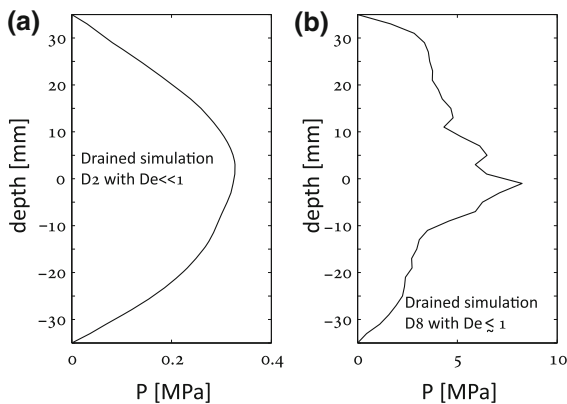 (a)
depth [mm]
30
20
10
0
−10
−20
−30
Drained simulation
D2 with De<<1
0
0.2
0.4
P [MPa]
(b)
depth [mm]
30
20
10
0
−10
−20
−30
Drained simulation
D8 with De ≲ 1
0
5
10
P [MPa]